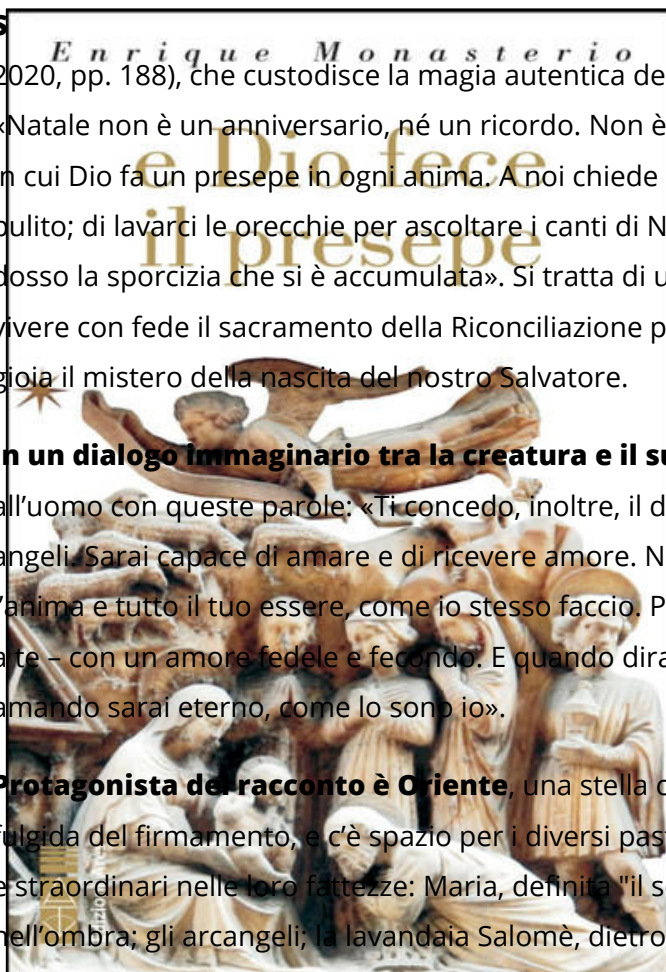 s
Enrique Monasterio
2020, pp. 188), che custodisce la magia autentica de
«Natale non è un anniversario, né un ricordo. Non è
e Dio fece
in cui Dio fa un presepe in ogni anima. A noi chiede
il presepe
pulito; di lavarci le orecchie per ascoltare i canti di N
dosso la sporcizia che si è accumulata». Si tratta di u
vivere con fede il sacramento della Riconciliazione p
gioia il mistero della nascita del nostro Salvatore.
In un dialogo immaginario tra la creatura e il su
all’uomo con queste parole: «Ti concedo, inoltre, il d
angeli. Sarai capace di amare e di ricevere amore. N
l’anima e tutto il tuo essere, come io stesso faccio. P
a te – con un amore fedele e fecondo. E quando dira
amando sarai eterno, come lo sono io».
Protagonista del racconto è Oriente, una stella c
fulgida del firmamento, e c’è spazio per i diversi past
e straordinari nelle loro fattezze: Maria, definita "il s
nell’ombra; gli arcangeli; la lavandaia Salomè, dietro